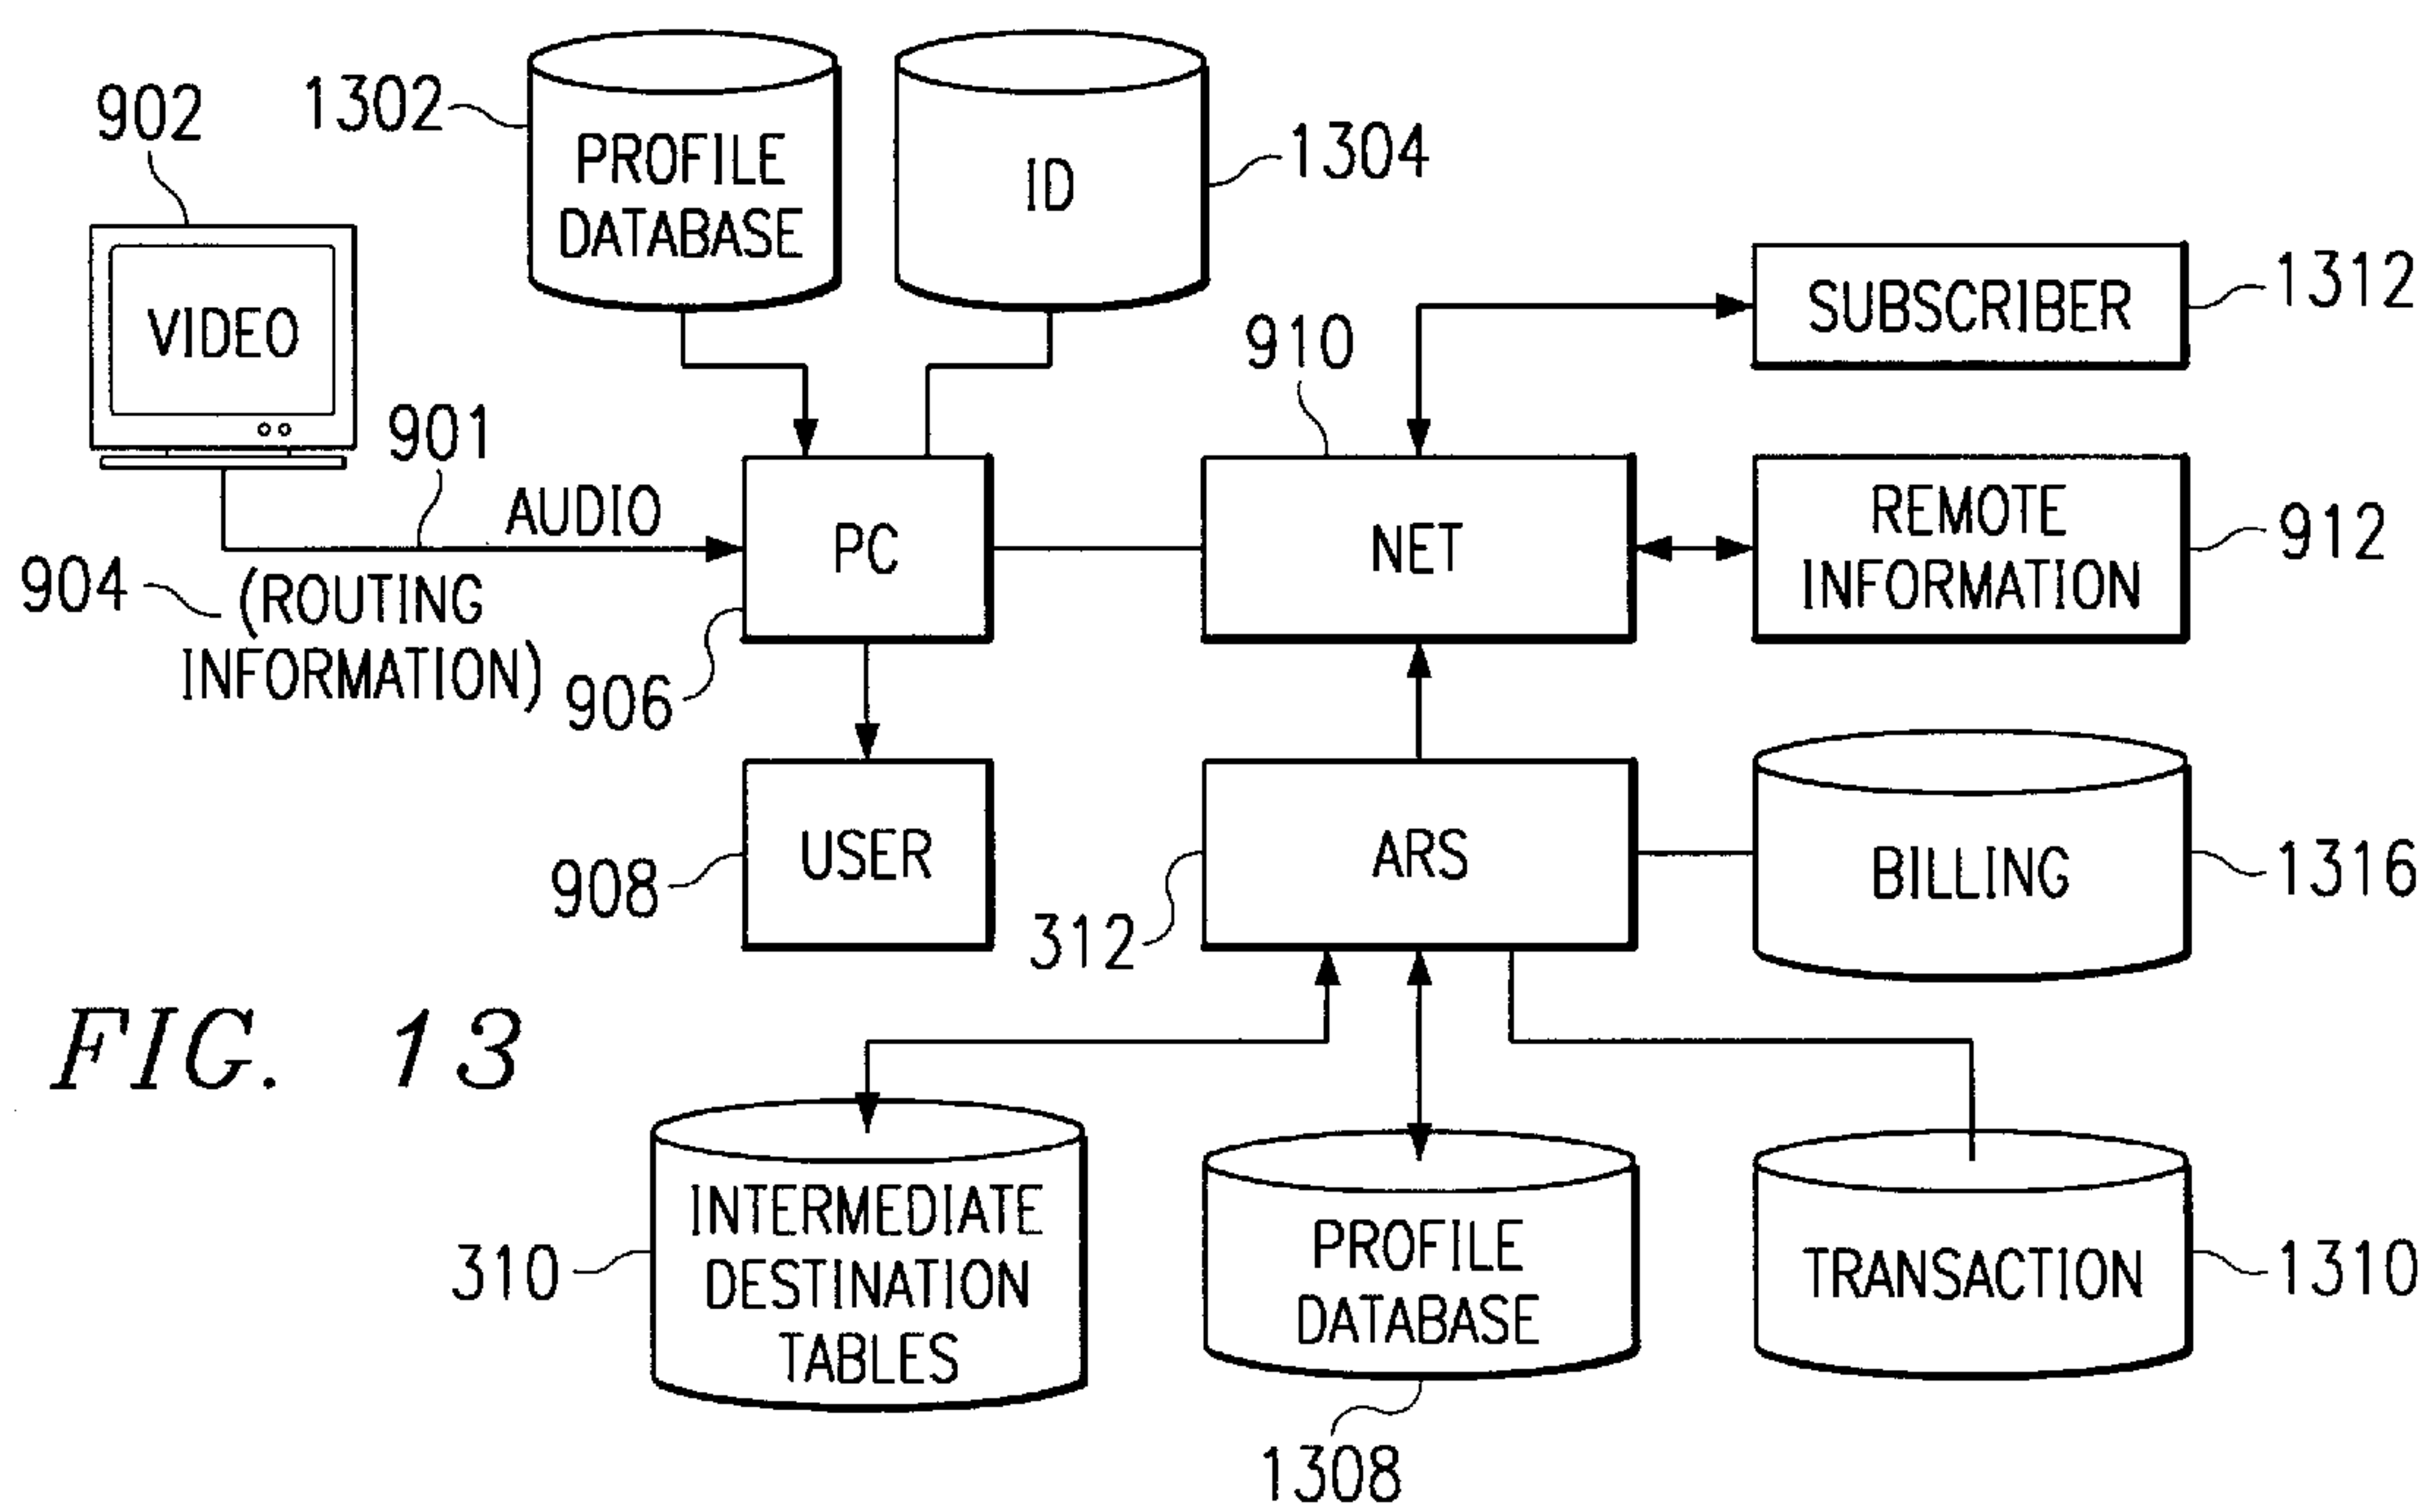 902
1302
PROFILE
DATABASE
ID
1304
VIDEO
901
AUDIO
904
(ROUTING
INFORMATION)
906
PC
910
NET
SUBSCRIBER
1312
REMOTE
INFORMATION
912
USER
908
ARS
312
BILLING
1316
FIG. 13
310
INTERMEDIATE
DESTINATION
TABLES
PROFILE
DATABASE
1308
TRANSACTION
1310